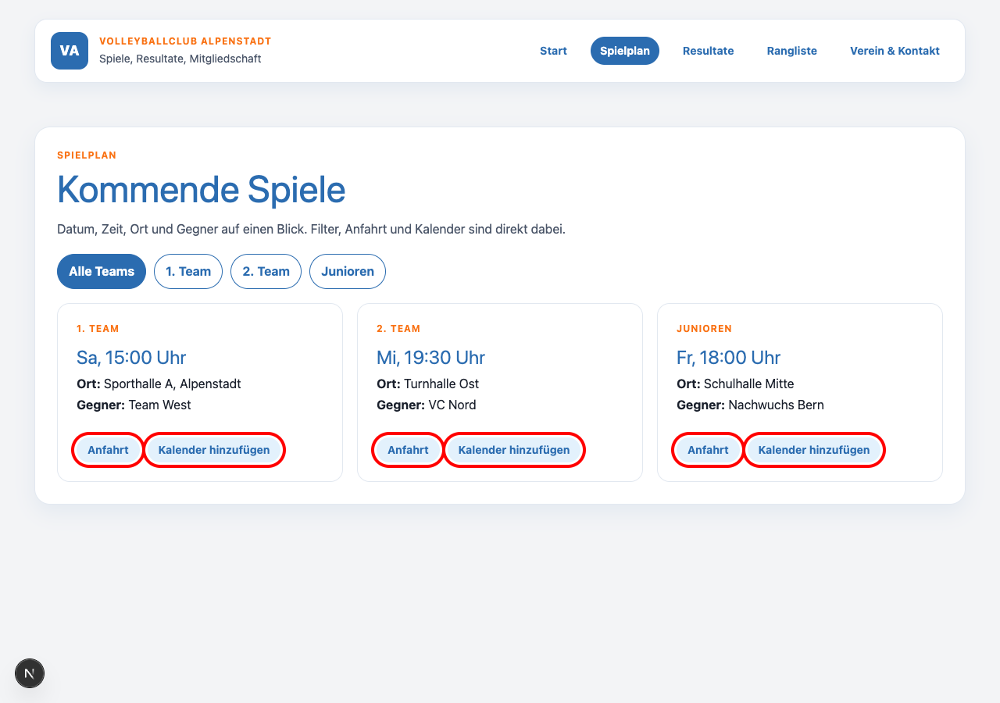 VA
VOLLEYBALLCLUB ALPENSTADT
Spiele, Resultate, Mitgliedschaft
Start
Spielplan
Resultate
Rangliste
Verein & Kontakt
SPIELPLAN
Kommende Spiele
Datum, Zeit, Ort und Gegner auf einen Blick. Filter, Anfahrt und Kalender sind direkt dabei.
Alle Teams
1. Team
2. Team
Junioren
1. TEAM
Sa, 15:00 Uhr
Ort: Sporthalle A, Alpenstadt
Gegner: Team West
Anfahrt
Kalender hinzufügen
2. TEAM
Mi, 19:30 Uhr
Ort: Turnhalle Ost
Gegner: VC Nord
Anfahrt
Kalender hinzufügen
JUNIOREN
Fr, 18:00 Uhr
Ort: Schulhalle Mitte
Gegner: Nachwuchs Bern
Anfahrt
Kalender hinzufügen
N